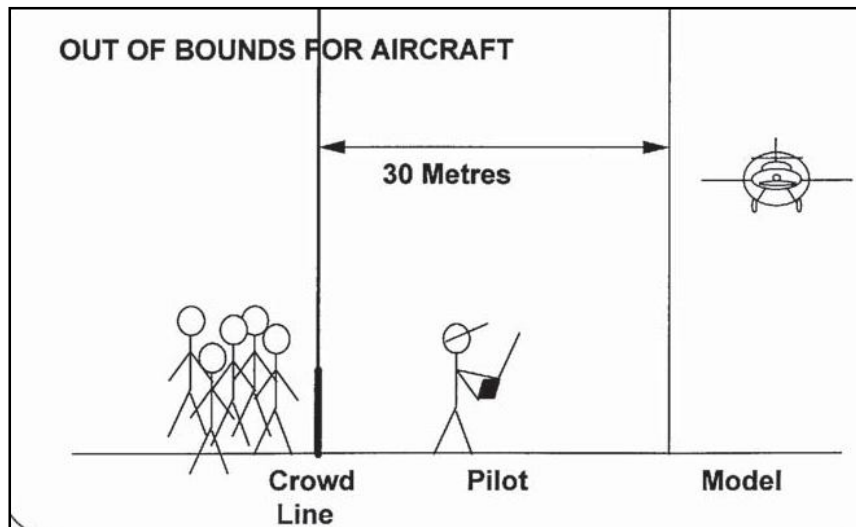 OUT OF BOUNDS FOR AIRCRAFT
30 Metres
Crowd
Line
Pilot
Model